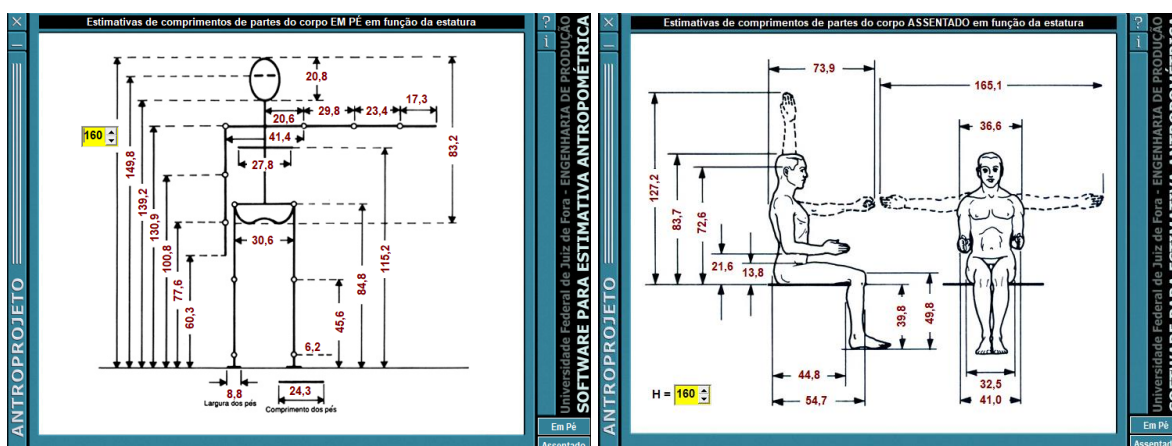 Estimativas de comprimentos de partes do corpo EM PÉ em função da estatura
20,8
17,3
29,8
23,4
20,6
41,4
83,2
160
149,8
139,2
130,9
27,8
100,8
77,6
60,3
30,6
115,2
84,8
45,6
6,2
8,8
Largura dos pés
24,3
Comprimento dos pés
ANTROPROJETO
?
i
Universidade Federal de Juiz de Fora - ENGENHARIA DE PRODUÇÃO
SOFTWARE PARA ESTIMATIVA ANTROPOMÉTRICA
Em Pé
Assentado
Estimativas de comprimentos de partes do corpo ASSENTADO em função da estatura
73,9
165,1
36,6
127,2
83,7
72,6
21,6
13,8
39,8
49,8
44,8
54,7
32,5
41,0
H = 160
ANTROPROJETO
?
i
Universidade Federal de Juiz de Fora - ENGENHARIA DE PRODUÇÃO
Em Pé
Assentado